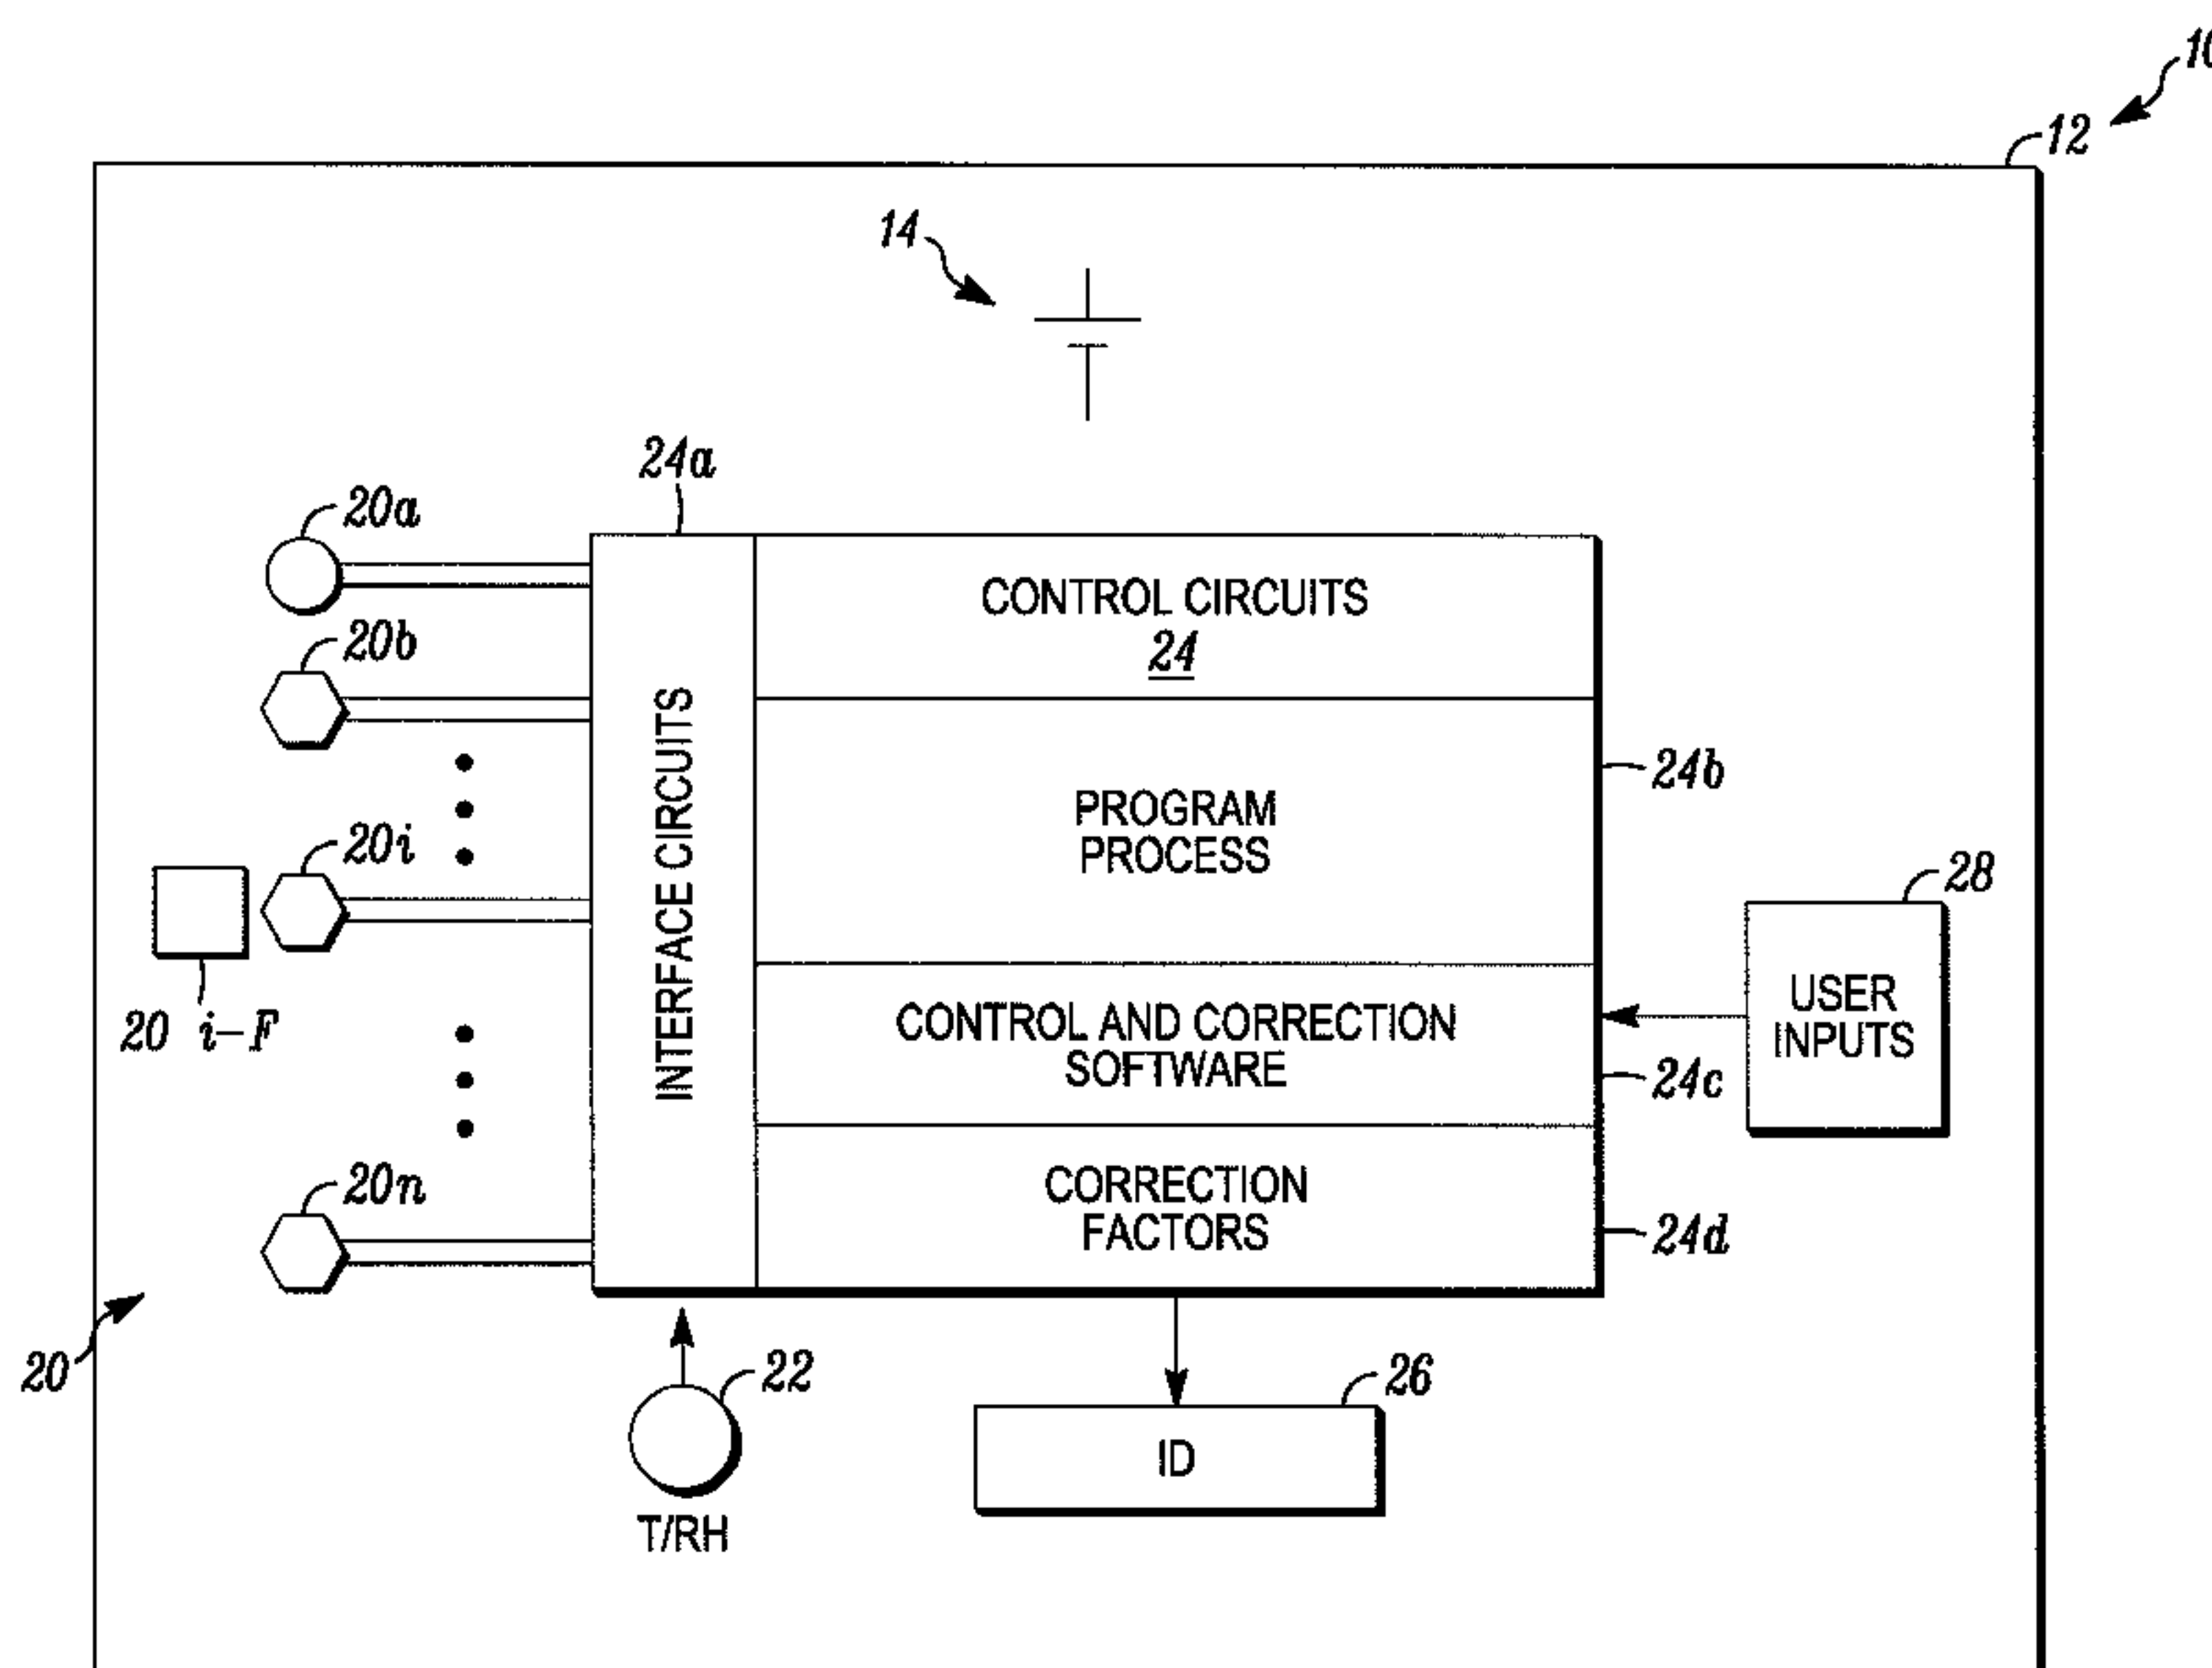 10
12
14
24a
20a
20b
CONTROL CIRCUITS
24
INTERFACE CIRCUITS
24b
PROGRAM
PROCESS
20i
20 i-F
28
USER
INPUTS
CONTROL AND CORRECTION
SOFTWARE
24c
20n
CORRECTION
FACTORS
24d
20
22
T/RH
26
ID